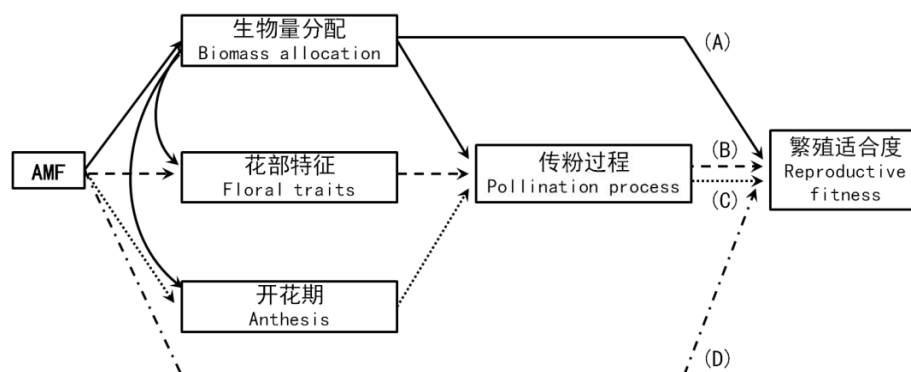 生物量分配
Biomass allocation
(A)
AMF
花部特征
Floral traits
传粉过程
Pollination process
(B)
(C)
繁殖适合度
Reproductive
fitness
开花期
Anthesis
(D)